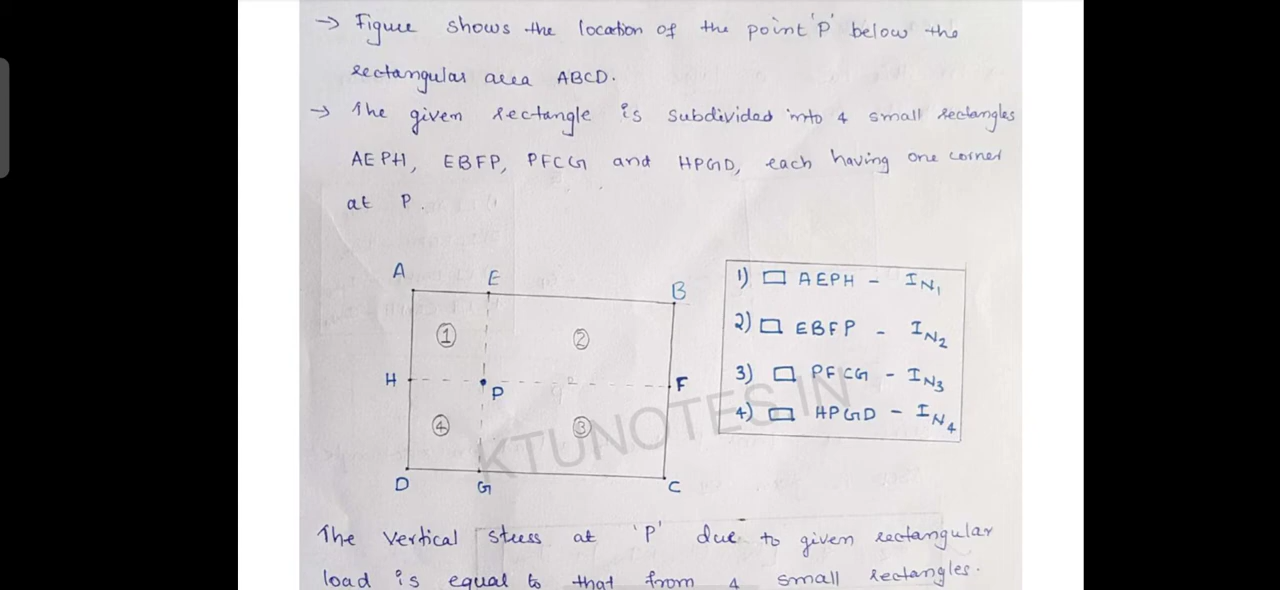 → Figure shows the location of the point 'P' below the
rectangular area ABCD.
→ The given rectangle is subdivided into 4 small rectangles
AEPH, EBFP, PFCG and HPGD, each having one corner
at P.
A E B
1 2
H P F
4 3
D G C
1) ▭ AEPH - IN1
2) ▭ EBFP - IN2
3) ▭ PFCG - IN3
4) ▭ HPGD - IN4
KTUNOTES.IN
The vertical stress at 'P' due to given rectangular
load is equal to that from 4 small rectangles.